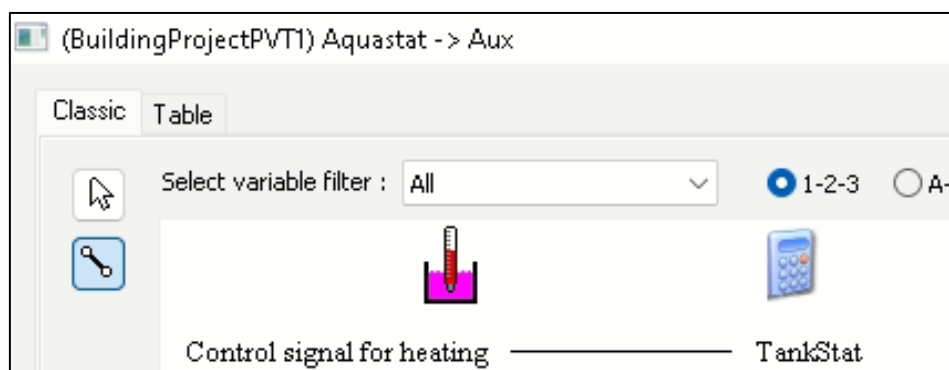 (BuildingProjectPVT1) Aquastat -> Aux
Classic Table
Select variable filter : All 1-2-3 A-
Control signal for heating TankStat